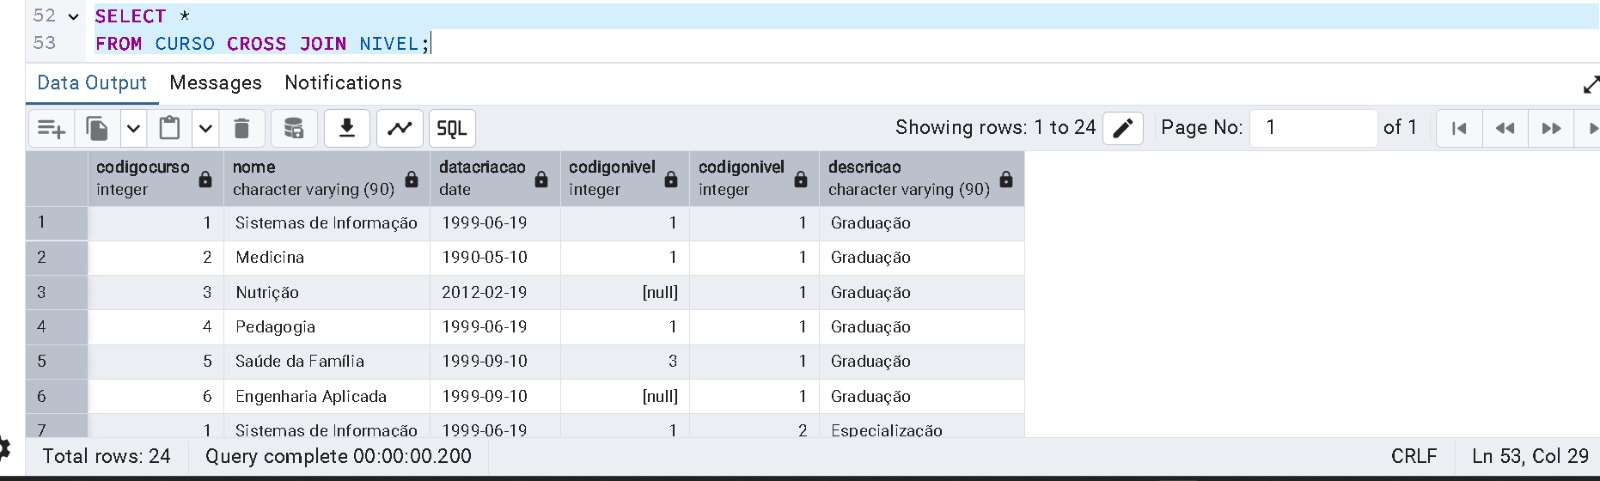 52 SELECT *
53 FROM CURSO CROSS JOIN NIVEL;
Data Output Messages Notifications
SQL Showing rows: 1 to 24 Page No: 1 of 1
codigocurso nome datacriacao codigonivel codigonivel descricao
integer character varying (90) date integer integer character varying (90)
1 1 Sistemas de Informação 1999-06-19 1 1 Graduação
2 2 Medicina 1990-05-10 1 1 Graduação
3 3 Nutrição 2012-02-19 [null] 1 Graduação
4 4 Pedagogia 1999-06-19 1 1 Graduação
5 5 Saúde da Família 1999-09-10 3 1 Graduação
6 6 Engenharia Aplicada 1999-09-10 [null] 1 Graduação
7 1 Sistemas de Informação 1999-06-19 1 2 Especialização
Total rows: 24 Query complete 00:00:00.200 CRLF Ln 53, Col 29